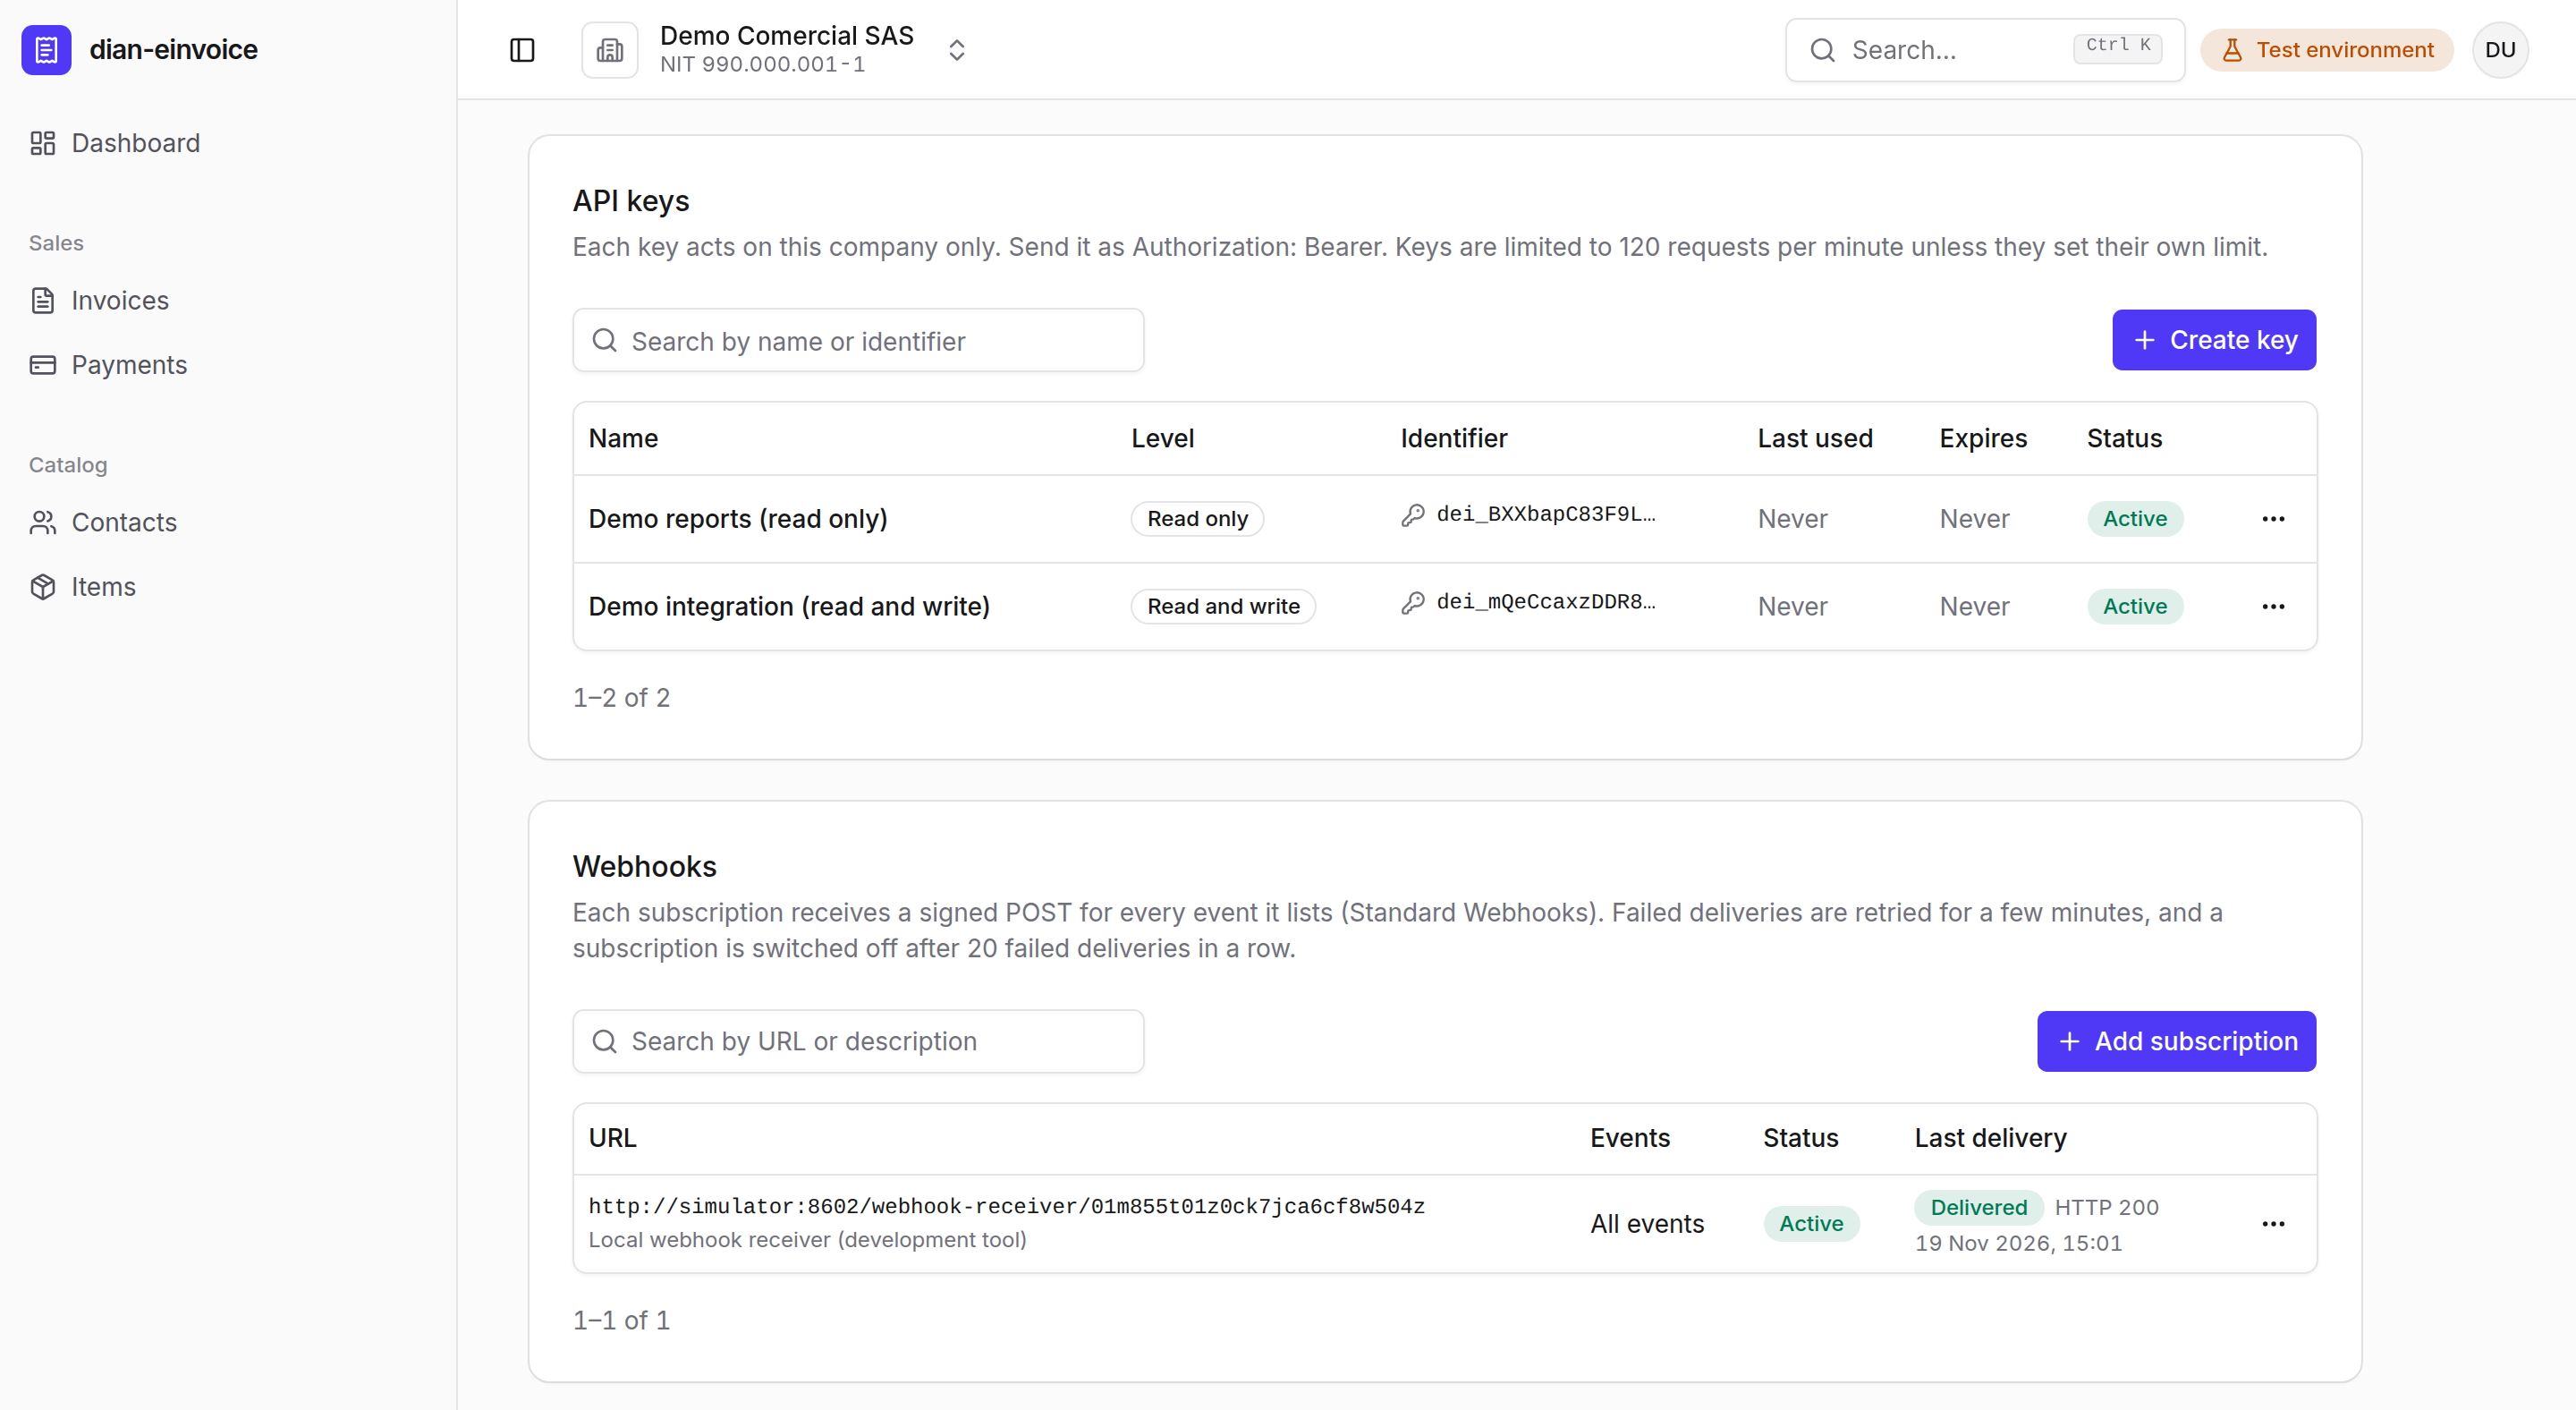 dian-einvoice
Demo Comercial SAS
NIT 990.000.001-1
Search...
Ctrl K
Test environment
DU
Dashboard
Sales
Invoices
Payments
Catalog
Contacts
Items
API keys
Each key acts on this company only. Send it as Authorization: Bearer. Keys are limited to 120 requests per minute unless they set their own limit.
Search by name or identifier
Create key
Name Level Identifier Last used Expires Status
Demo reports (read only) Read only dei_BXXbapC83F9L… Never Never Active
Demo integration (read and write) Read and write dei_mQeCcaxzDDR8… Never Never Active
1–2 of 2
Webhooks
Each subscription receives a signed POST for every event it lists (Standard Webhooks). Failed deliveries are retried for a few minutes, and a
subscription is switched off after 20 failed deliveries in a row.
Search by URL or description
Add subscription
URL Events Status Last delivery
http://simulator:8602/webhook-receiver/01m855t01z0ck7jca6cf8w504z
Local webhook receiver (development tool)
All events
Active
Delivered HTTP 200
19 Nov 2026, 15:01
1–1 of 1